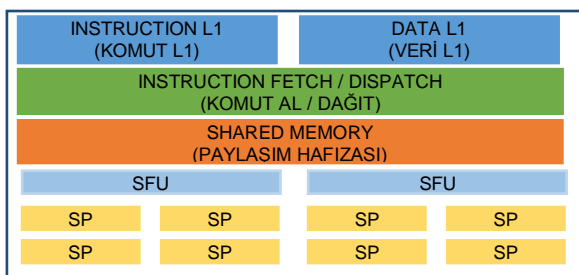 INSTRUCTION L1
(KOMUT L1)
DATA L1
(VERİ L1)
INSTRUCTION FETCH / DISPATCH
(KOMUT AL / DAĞIT)
SHARED MEMORY
(PAYLAŞIM HAFIZASI)
SFU SFU
SP SP SP SP
SP SP SP SP